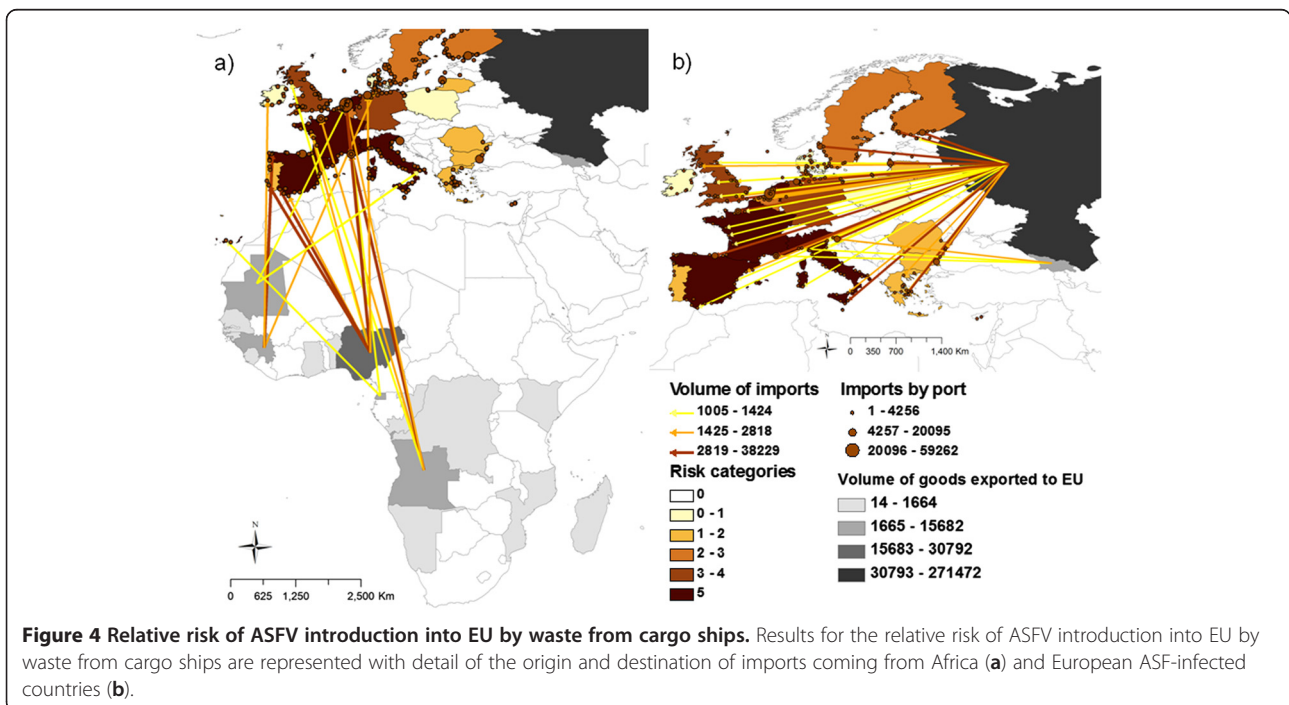 a)
b)
N
0 625 1,250 2,500 Km
0 350 700 1,400 Km
Volume of imports
1005 - 1424
1425 - 2818
2819 - 38229
Risk categories
0
0 - 1
1 - 2
2 - 3
3 - 4
5
Imports by port
1 - 4256
4257 - 20095
20096 - 59262
Volume of goods exported to EU
14 - 1664
1665 - 15682
15683 - 30792
30793 - 271472
Figure 4 Relative risk of ASFV introduction into EU by waste from cargo ships. Results for the relative risk of ASFV introduction into EU by
waste from cargo ships are represented with detail of the origin and destination of imports coming from Africa (a) and European ASF-infected
countries (b).